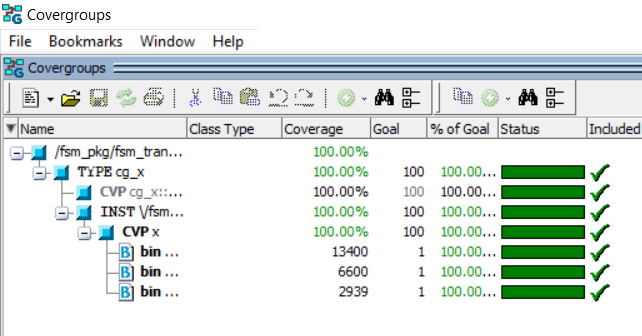 Covergroups
File Bookmarks Window Help
Covergroups
Name Class Type Coverage Goal % of Goal Status Included
/fsm_pkg/fsm_tran... 100.00%
TYPE cg_x 100.00% 100 100.00...
CVP cg_x::... 100.00% 100 100.00...
INST \/fsm... 100.00% 100 100.00...
CVP x 100.00% 100 100.00...
B] bin ... 13400 1 100.00...
B] bin ... 6600 1 100.00...
B] bin ... 2939 1 100.00...